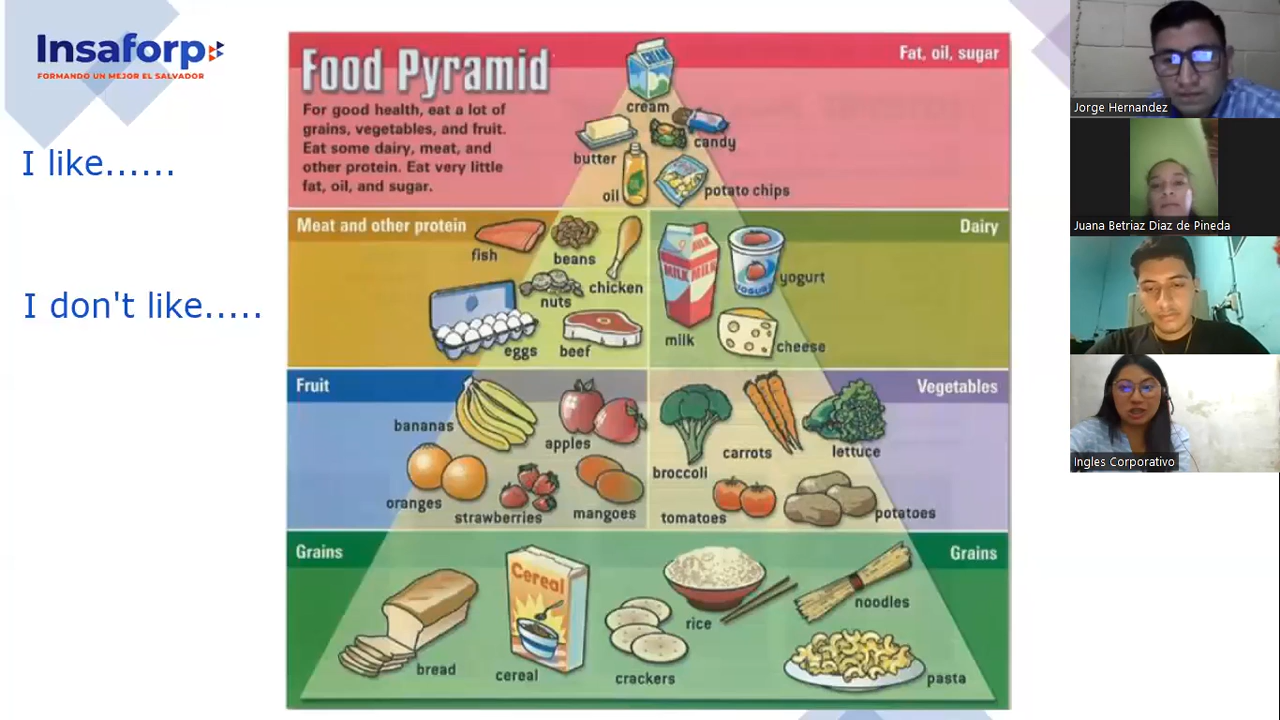 Insaforp
FORMANDO UN MEJOR EL SALVADOR
I like......
I don't like.....
Food Pyramid
For good health, eat a lot of
grains, vegetables, and fruit.
Eat some dairy, meat, and
other protein. Eat very little
fat, oil, and sugar.
Fat, oil, sugar
CREAM
cream
butter
candy
oil
potato chips
Meat and other protein
fish
beans
chicken
nuts
eggs
beef
Dairy
MILK MILK
milk
yogurt
cheese
Fruit
bananas
apples
oranges
strawberries
mangoes
Vegetables
broccoli
carrots
lettuce
tomatoes
potatoes
Grains
Grains
bread
Cereal
cereal
crackers
rice
noodles
pasta
Jorge Hernandez
Juana Betriaz Diaz de Pineda
Ingles Corporativo